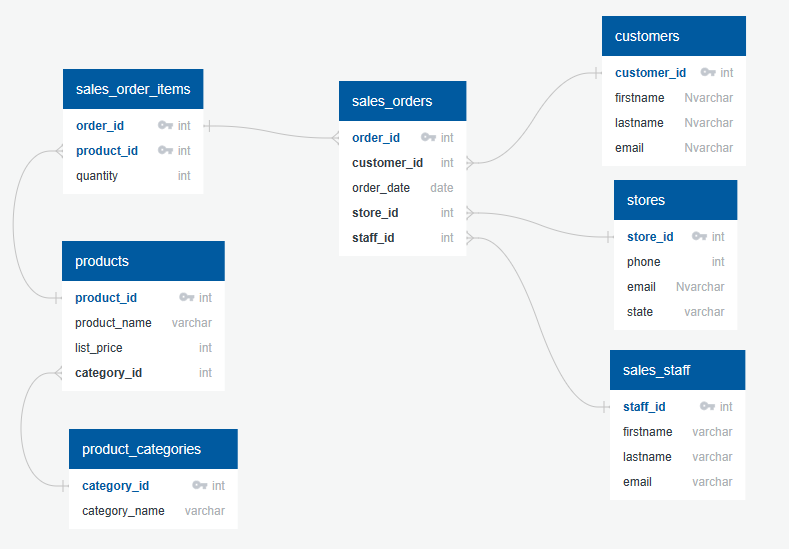 sales_order_items
order_id int
product_id int
quantity int
products
product_id int
product_name varchar
list_price int
category_id int
product_categories
category_id int
category_name varchar
sales_orders
order_id int
customer_id int
order_date date
store_id int
staff_id int
customers
customer_id int
firstname Nvarchar
lastname Nvarchar
email Nvarchar
stores
store_id int
phone int
email Nvarchar
state varchar
sales_staff
staff_id int
firstname varchar
lastname varchar
email varchar